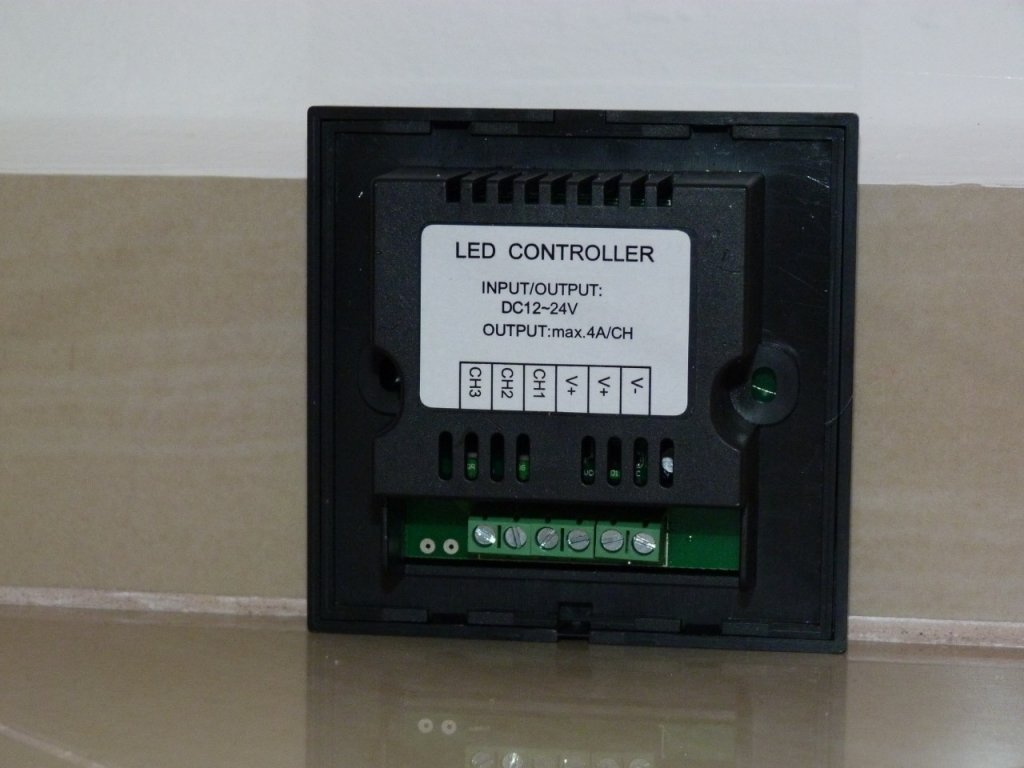 LED CONTROLLER
INPUT/OUTPUT:
DC12~24V
OUTPUT:max.4A/CH
CH3 CH2 CH1 V+ V+ V-